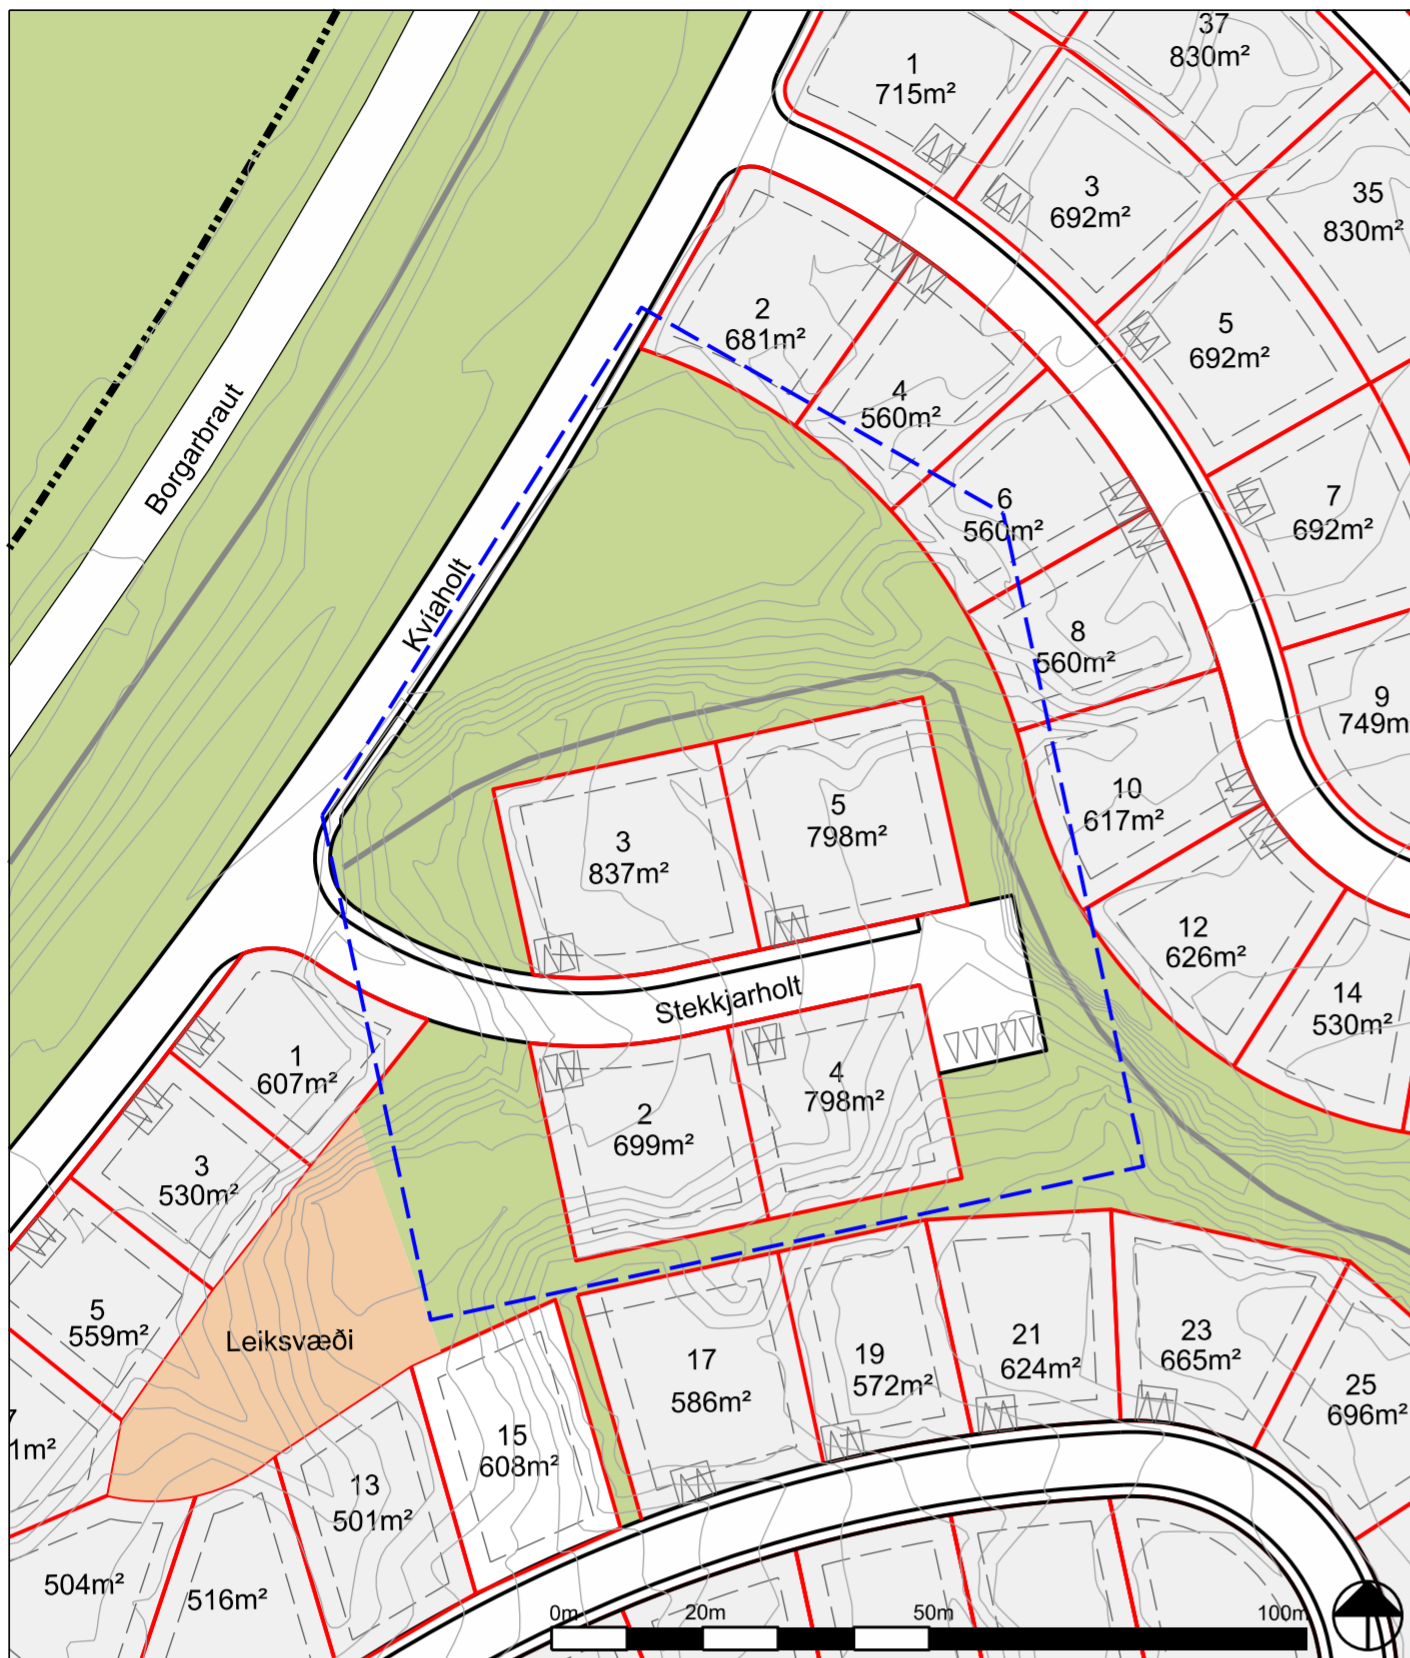 37
830m²
1
715m²
3
692m²
35
830m²
2
681m²
5
692m²
4
560m²
Borgarbraut
6
560m²
7
692m²
Kvíaholt
8
560m²
9
749m
10
617m²
5
798m²
3
837m²
12
626m²
14
530m²
Stekkjarholt
1
607m²
4
798m²
2
699m²
3
530m²
5
559m²
Leiksvæði
17
586m²
19
572m²
21
624m²
23
665m²
25
696m²
7
1m²
15
608m²
13
501m²
504m²
516m²
0m 20m 50m 100m